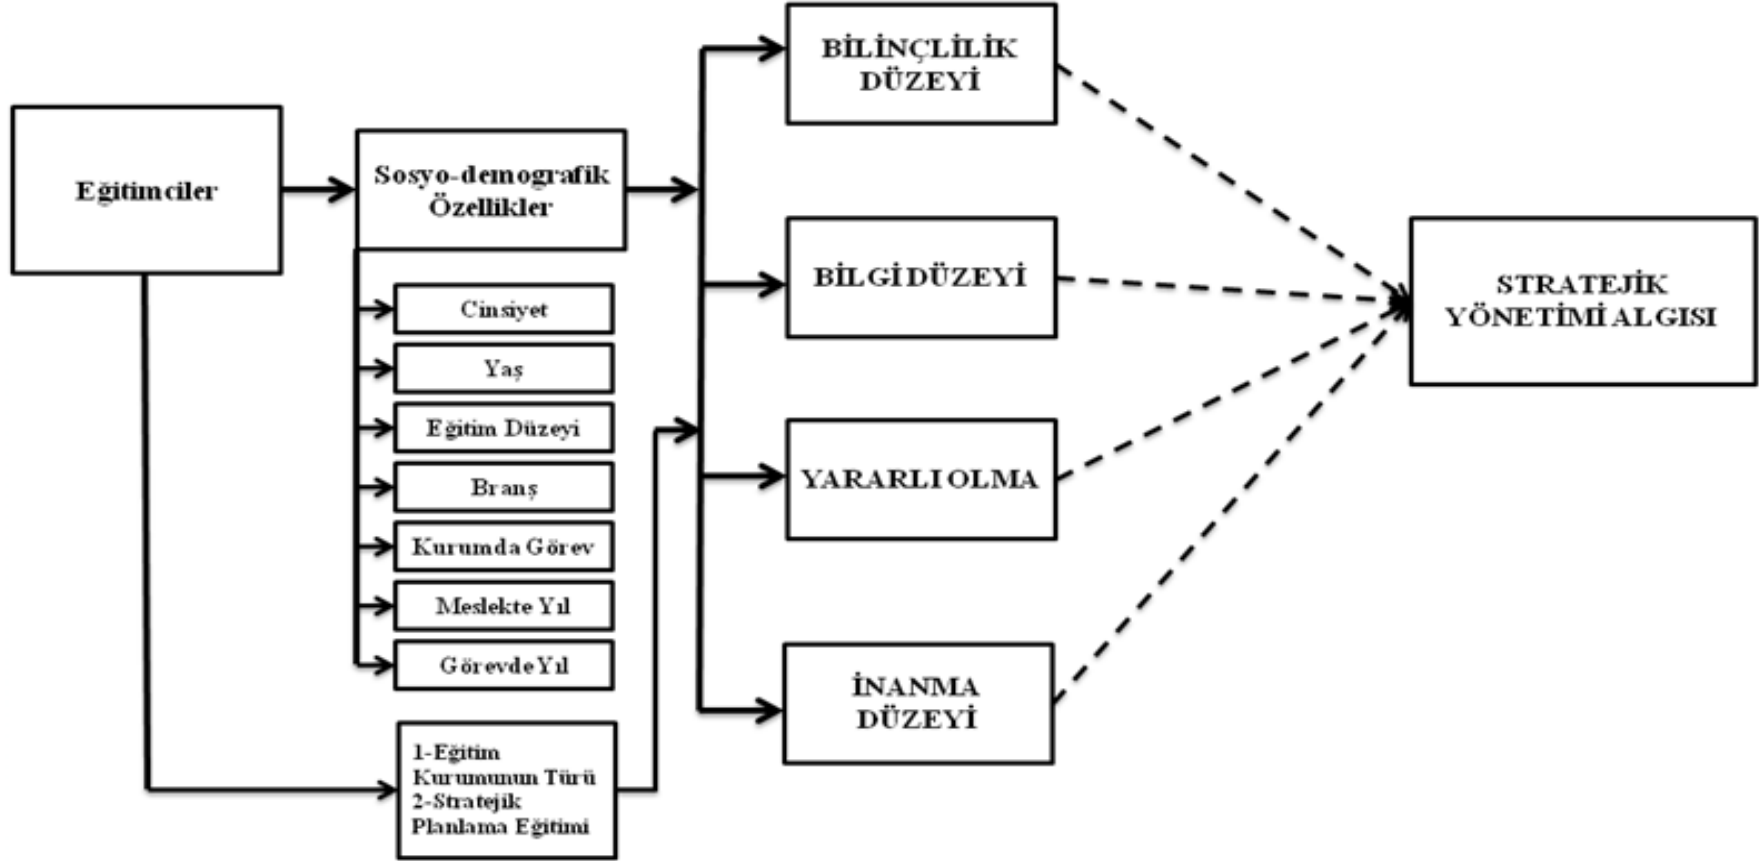 Eğitimciler
Sosyo-demografik
Özellikler
Cinsiyet
Yaş
Eğitim Düzeyi
Branş
Kurumda Görev
Meslekte Yıl
Görevde Yıl
1-Eğitim
Kurumunun Türü
2-Stratejik
Planlama Eğitimi
BİLİNÇLİLİK
DÜZEYİ
BİLGİ DÜZEYİ
YARARLI OLMA
İNANMA
DÜZEYİ
STRATEJİK
YÖNETİMİ ALGISI